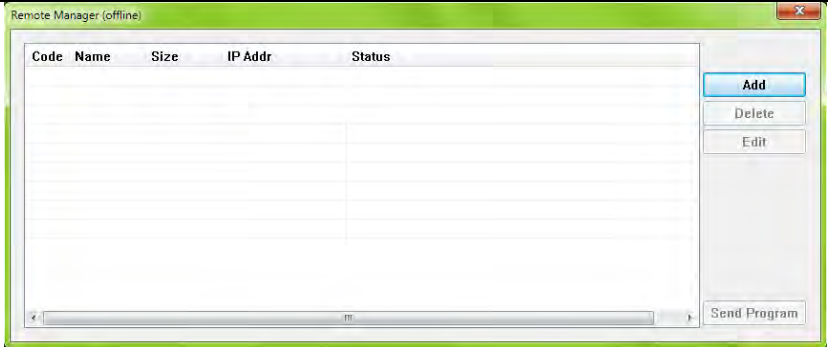 Remote Manager (offline)
Code Name Size IP Addr Status
Add
Delete
Edit
Send Program